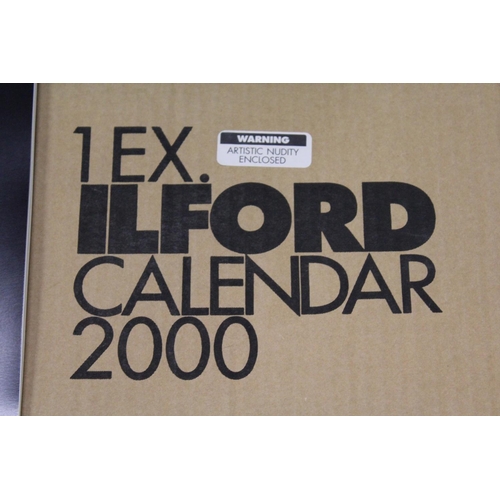 1 EX.
WARNING
ARTISTIC NUDITY
ENCLOSED
ILFORD
CALENDAR
2000